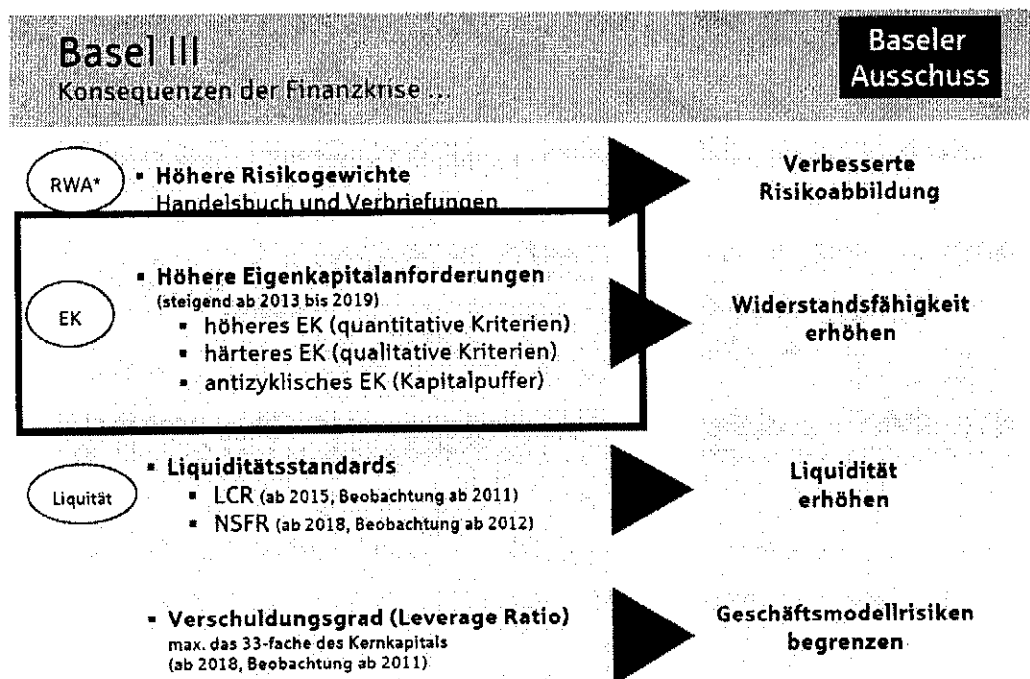 Basel III
Konsequenzen der Finanzkrise ...
Baseler
Ausschuss
RWA*
▪ Höhere Risikogewichte
Handelsbuch und Verbriefungen
Verbesserte
Risikoabbildung
EK
▪ Höhere Eigenkapitalanforderungen
(steigend ab 2013 bis 2019)
▪ höheres EK (quantitative Kriterien)
▪ härteres EK (qualitative Kriterien)
▪ antizyklisches EK (Kapitalpuffer)
Widerstandsfähigkeit
erhöhen
Liquität
▪ Liquiditätsstandards
▪ LCR (ab 2015, Beobachtung ab 2011)
▪ NSFR (ab 2018, Beobachtung ab 2012)
Liquidität
erhöhen
▪ Verschuldungsgrad (Leverage Ratio)
max. das 33-fache des Kernkapitals
(ab 2018, Beobachtung ab 2011)
Geschäftsmodellrisiken
begrenzen